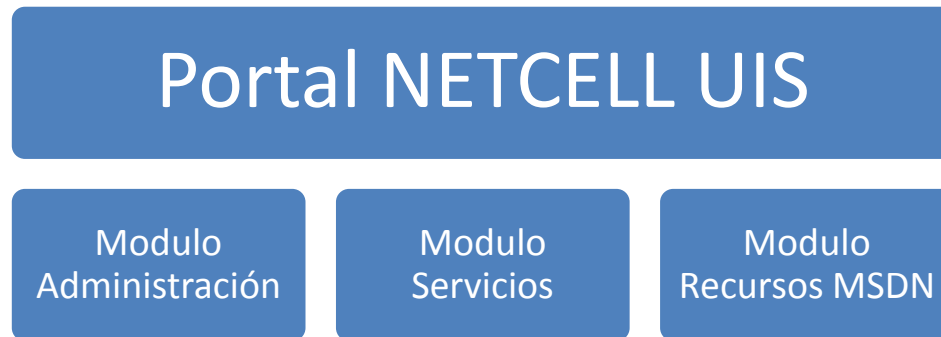 Portal NETCELL UIS
Modulo
Administración
Modulo
Servicios
Modulo
Recursos MSDN